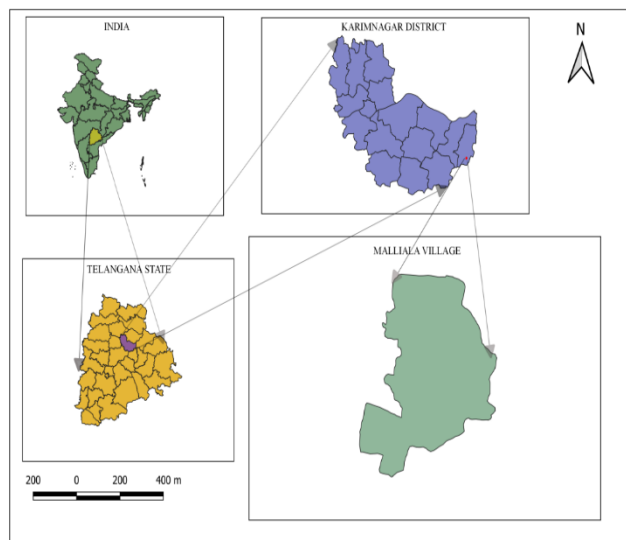 INDIA
KARIMNAGAR DISTRICT
N
TELANGANA STATE
MALLIALA VILLAGE
200 0 200 400 m